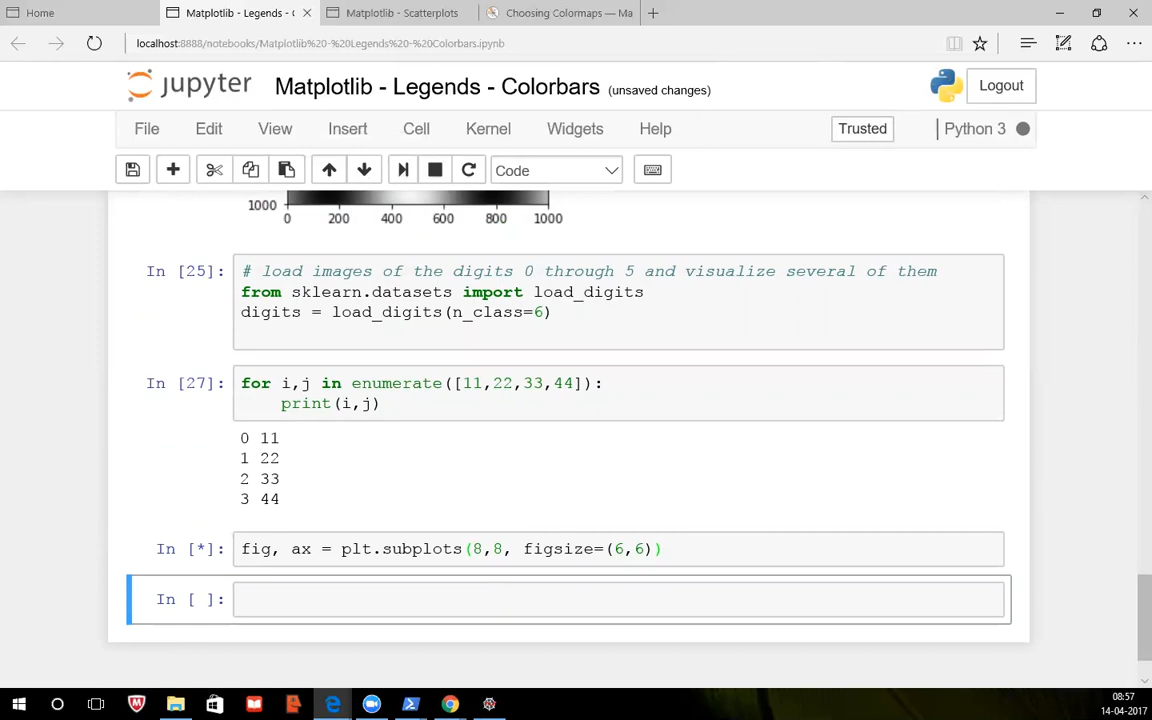 Home
Matplotlib - Legends - C
Matplotlib - Scatterplots
Choosing Colormaps — Ma
localhost:8888/notebooks/Matplotlib%20-%20Legends%20-%20Colorbars.ipynb
jupyter
Matplotlib - Legends - Colorbars (unsaved changes)
Logout
File Edit View Insert Cell Kernel Widgets Help
Trusted
Python 3
Code
1000
0 200 400 600 800 1000
In [25]:
# load images of the digits 0 through 5 and visualize several of them
from sklearn.datasets import load_digits
digits = load_digits(n_class=6)
In [27]:
for i,j in enumerate([11,22,33,44]):
print(i,j)
0 11
1 22
2 33
3 44
In [*]:
fig, ax = plt.subplots(8,8, figsize=(6,6))
In [ ]:
08:57
14-04-2017